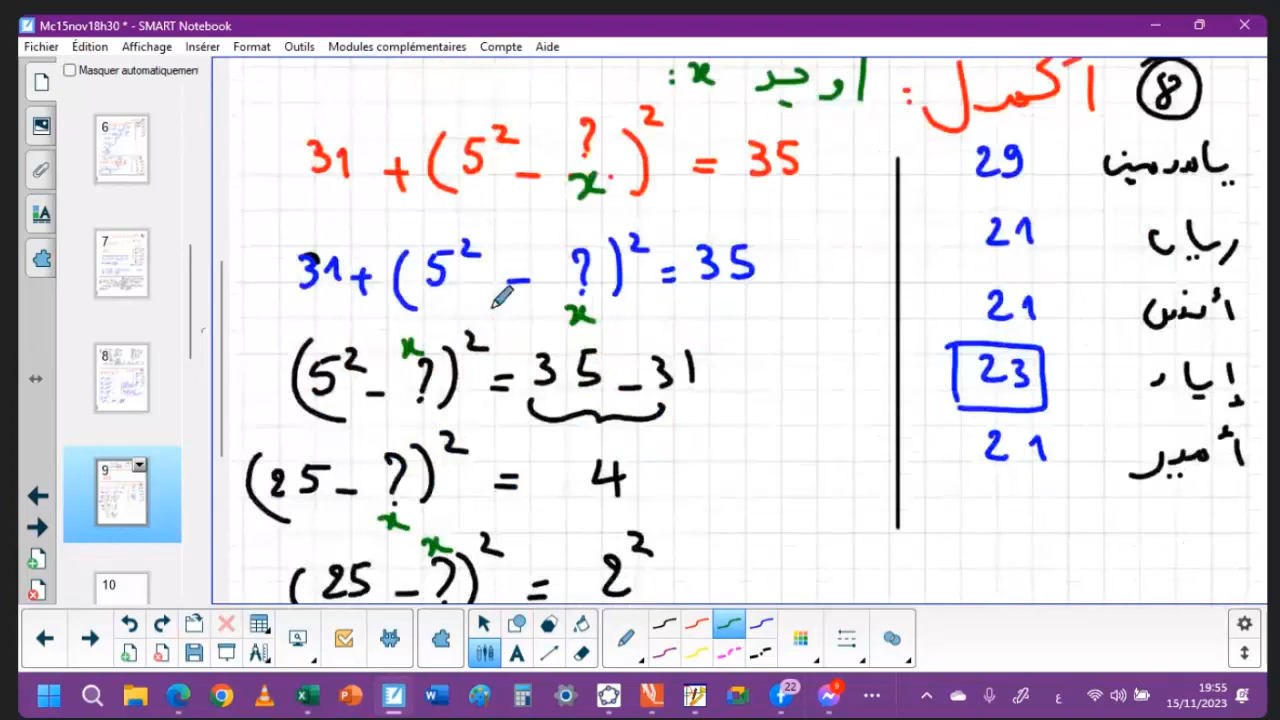 Mc15nov18h30 * - SMART Notebook
Fichier Édition Affichage Insérer Format Outils Modules complémentaires Compte Aide
Masquer automatiquemen
6
7
8
9
10
⑧ أكمل : أوجد x :
31 + (5² - ? x)² = 35
31 + (5² - ? x)² = 35
(5² - ? x)² = 35 - 31
(25 - ? x)² = 4
(25 - ? x)² = 2²
ياسمين 29
ريان 21
أنس 21
إياد 23
أمير 21
22
9
19:55
15/11/2023